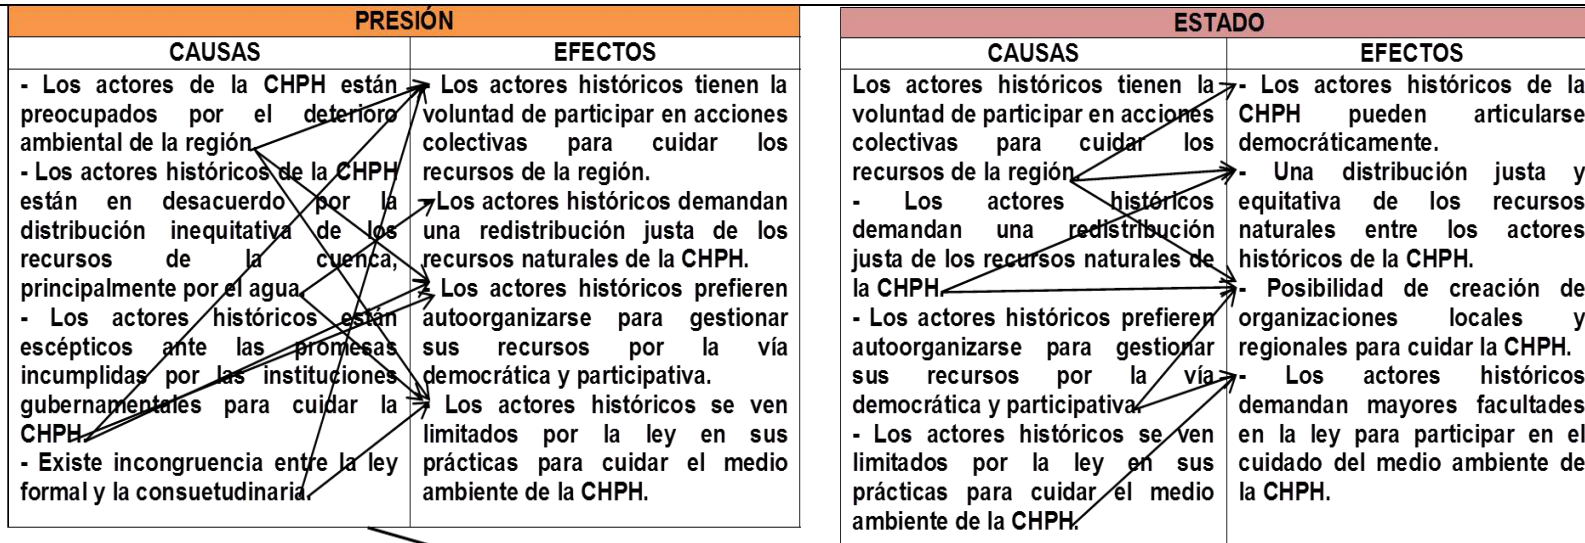 PRESIÓN
CAUSAS
EFECTOS
- Los actores de la CHPH están
preocupados por el deterioro
ambiental de la región.
- Los actores históricos de la CHPH
están en desacuerdo por la
distribución inequitativa de los
recursos de la cuenca,
principalmente por el agua.
- Los actores históricos están
escépticos ante las promesas
incumplidas por las instituciones
gubernamentales para cuidar la
CHPH.
- Existe incongruencia entre la ley
formal y la consuetudinaria.
- Los actores históricos tienen la
voluntad de participar en acciones
colectivas para cuidar los
recursos de la región.
-Los actores históricos demandan
una redistribución justa de los
recursos naturales de la CHPH.
- Los actores históricos prefieren
autoorganizarse para gestionar
sus recursos por la vía
democrática y participativa.
- Los actores históricos se ven
limitados por la ley en sus
prácticas para cuidar el medio
ambiente de la CHPH.
ESTADO
CAUSAS
EFECTOS
Los actores históricos tienen la
voluntad de participar en acciones
colectivas para cuidar los
recursos de la región.
- Los actores históricos
demandan una redistribución
justa de los recursos naturales de
la CHPH.
- Los actores históricos prefieren
autoorganizarse para gestionar
sus recursos por la vía
democrática y participativa.
- Los actores históricos se ven
limitados por la ley en sus
prácticas para cuidar el medio
ambiente de la CHPH.
- Los actores históricos de la
CHPH pueden articularse
democráticamente.
- Una distribución justa y
equitativa de los recursos
naturales entre los actores
históricos de la CHPH.
- Posibilidad de creación de
organizaciones locales y
regionales para cuidar la CHPH.
- Los actores históricos
demandan mayores facultades
en la ley para participar en el
cuidado del medio ambiente de
la CHPH.